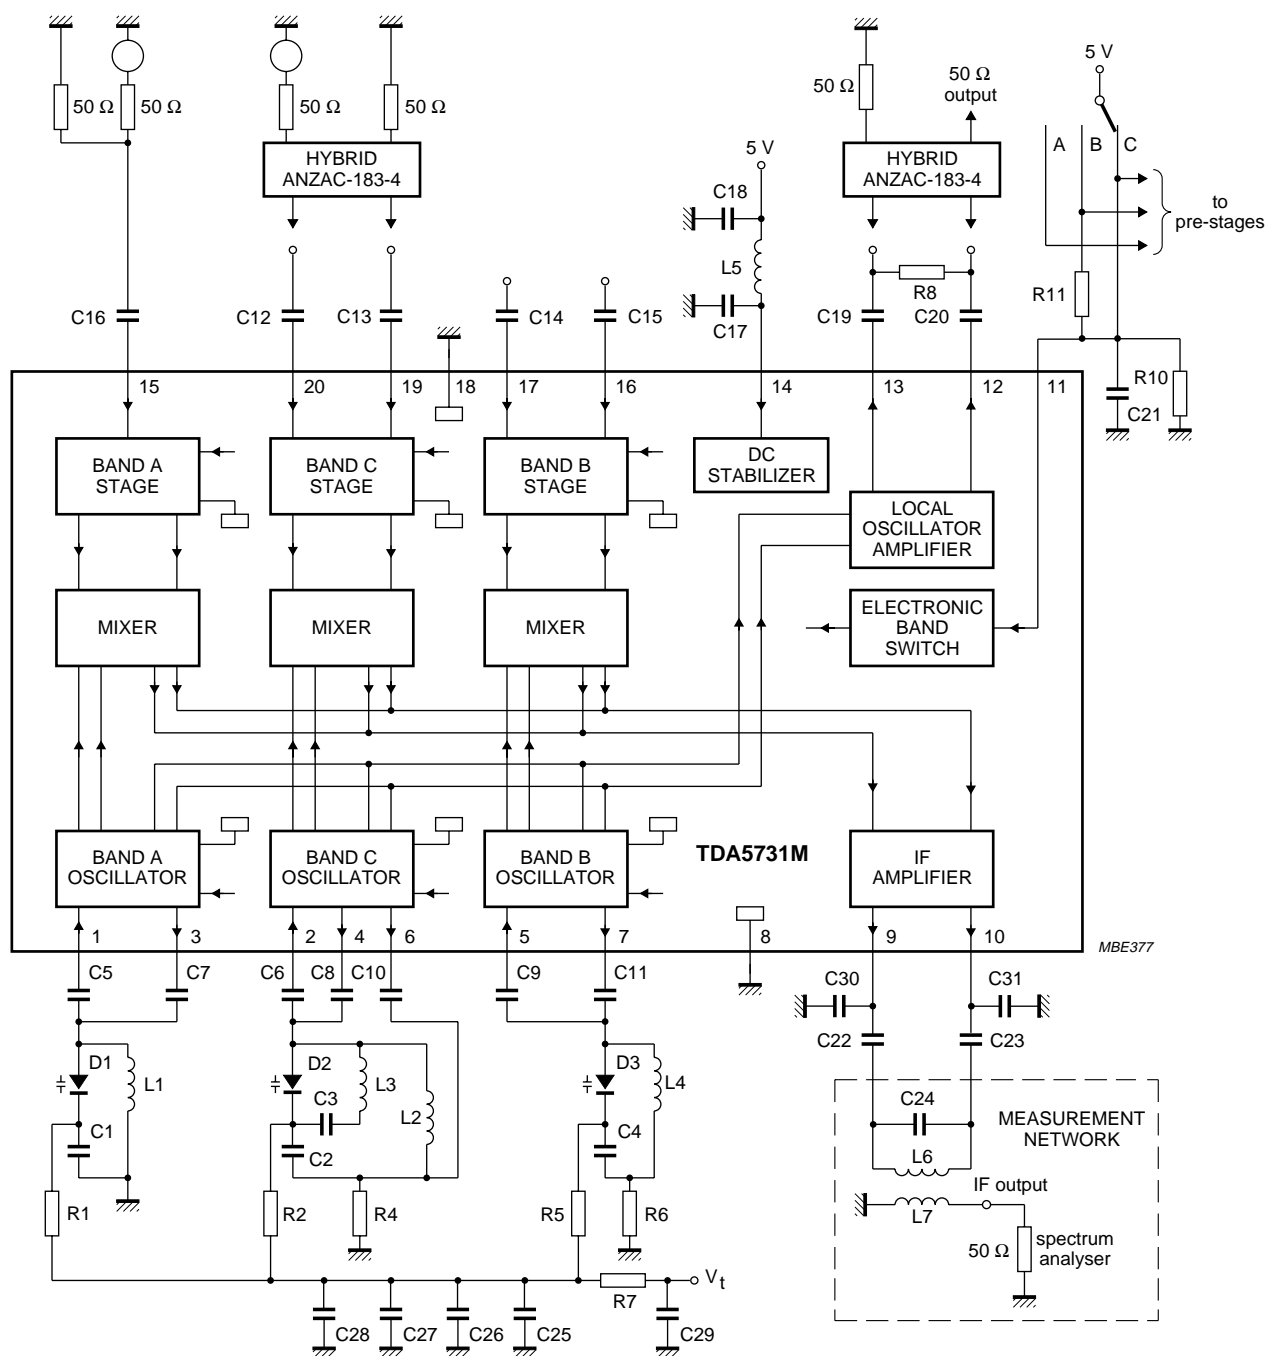 5 V
50 Ω
50 Ω
50 Ω
50 Ω
50 Ω
50 Ω
output
HYBRID
ANZAC-183-4
5 V
HYBRID
ANZAC-183-4
A
B
C
C18
to
pre-stages
L5
R11
R8
C16
C12
C13
C14
C15
C17
C19
C20
15
20
19
18
17
16
14
13
12
11
R10
C21
BAND A
STAGE
BAND C
STAGE
BAND B
STAGE
DC
STABILIZER
LOCAL
OSCILLATOR
AMPLIFIER
MIXER
MIXER
MIXER
ELECTRONIC
BAND
SWITCH
BAND A
OSCILLATOR
BAND C
OSCILLATOR
BAND B
OSCILLATOR
TDA5731M
IF
AMPLIFIER
1
3
2
4
6
5
7
8
9
10
MBE377
C5
C7
C6
C8
C10
C9
C11
C30
C31
C22
C23
D1
L1
D2
L3
D3
L4
C3
L2
C24
MEASUREMENT
NETWORK
C1
C2
C4
L6
R1
R2
R4
R5
R6
L7
IF output
50 Ω
spectrum
analyser
R7
Vt
C28
C27
C26
C25
C29